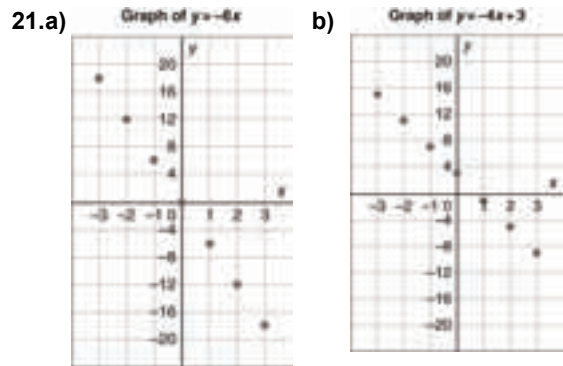 21.a)
Graph of y=–6x
y
20
16
12
8
4
x
–3 –2 –1 0 1 2 3
–4
–8
–12
–16
–20
b)
Graph of y=–4x+3
y
20
16
12
8
4
x
–3 –2 –1 0 1 2 3
–4
–8
–12
–16
–20